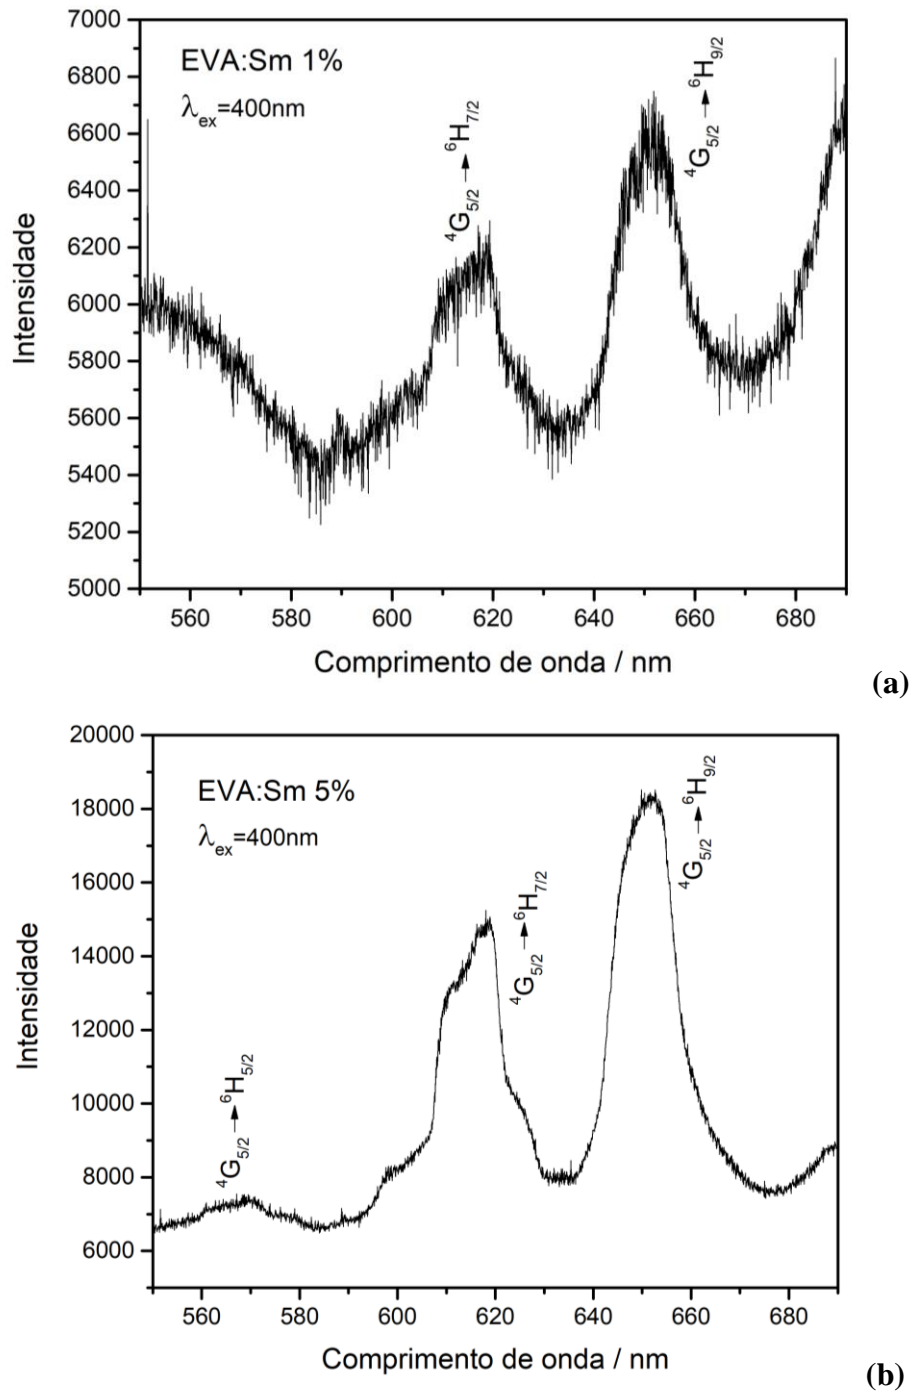 7000
6800
6600
6400
6200
6000
5800
5600
5400
5200
5000
Intensidade
EVA:Sm 1%
λex=400nm
⁴G5/2 → ⁶H7/2
⁴G5/2 → ⁶H9/2
560 580 600 620 640 660 680
Comprimento de onda / nm
(a)
20000
18000
16000
14000
12000
10000
8000
6000
Intensidade
EVA:Sm 5%
λex=400nm
⁴G5/2 → ⁶H5/2
⁴G5/2 → ⁶H7/2
⁴G5/2 → ⁶H9/2
560 580 600 620 640 660 680
Comprimento de onda / nm
(b)